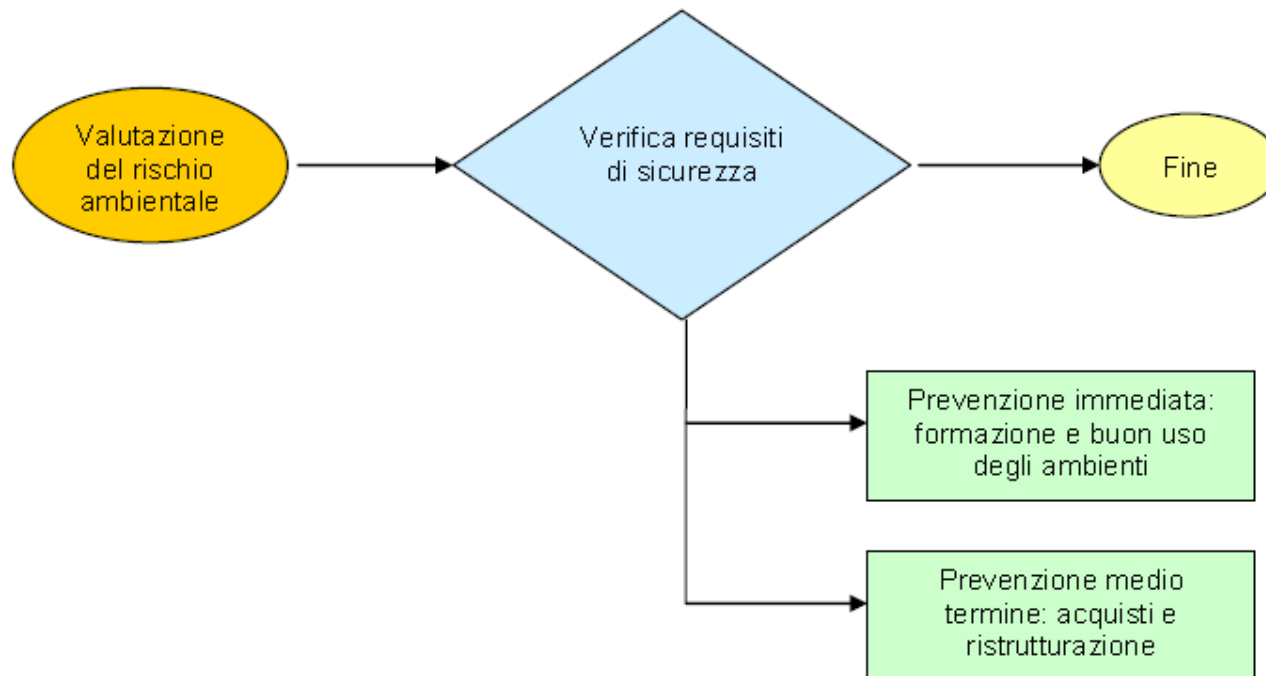 Valutazione
del rischio
ambientale
Verifica requisiti
di sicurezza
Fine
Prevenzione immediata:
formazione e buon uso
degli ambienti
Prevenzione medio
termine: acquisti e
ristrutturazione